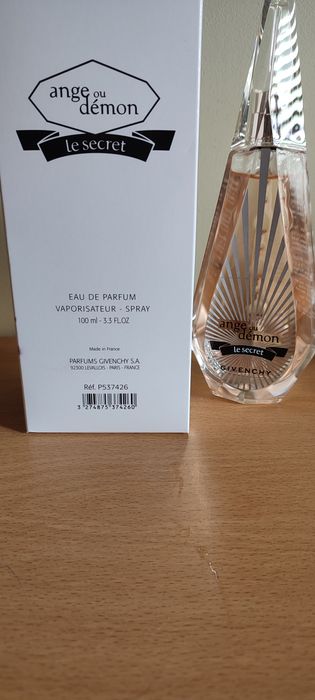 ange ou
démon
le secret
EAU DE PARFUM
VAPORISATEUR - SPRAY
100 ml - 3.3 FL.OZ
Made in France
PARFUMS GIVENCHY S.A.
92300 LEVALLOIS - PARIS - FRANCE
Réf. P537426
3 274875 374260
ange ou
démon
le secret
GIVENCHY